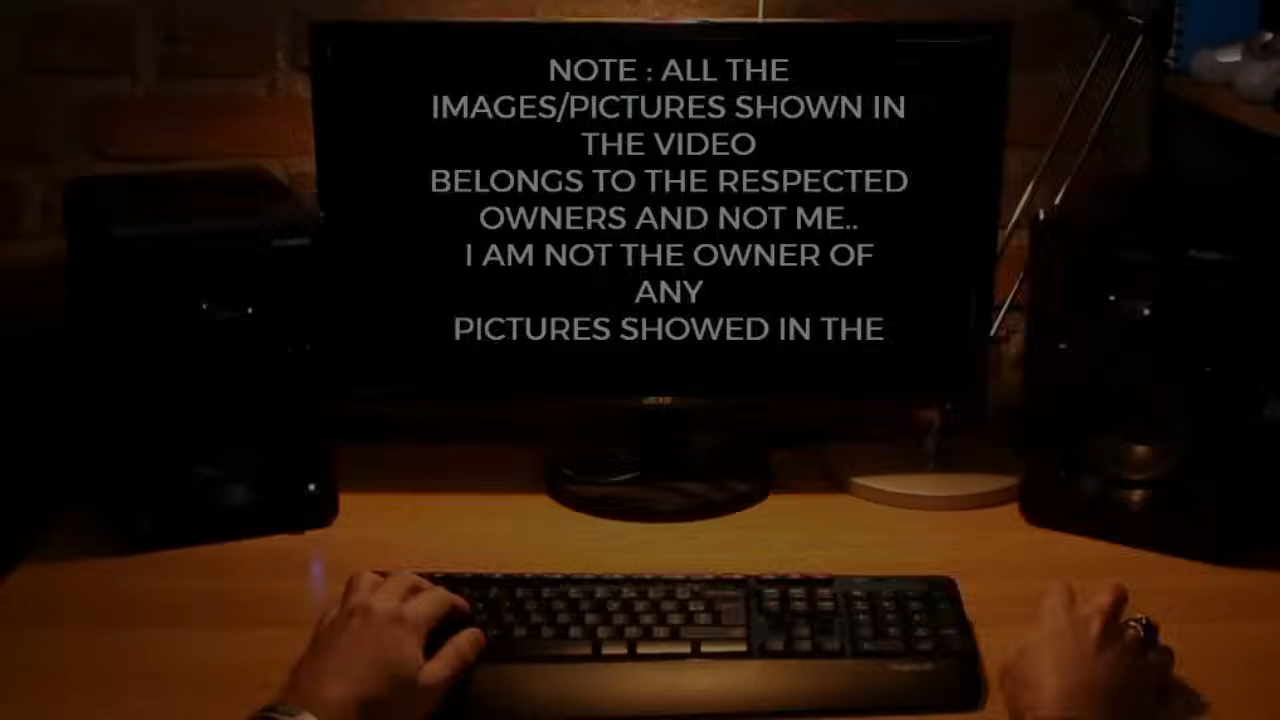 NOTE : ALL THE
IMAGES/PICTURES SHOWN IN
THE VIDEO
BELONGS TO THE RESPECTED
OWNERS AND NOT ME..
I AM NOT THE OWNER OF
ANY
PICTURES SHOWED IN THE